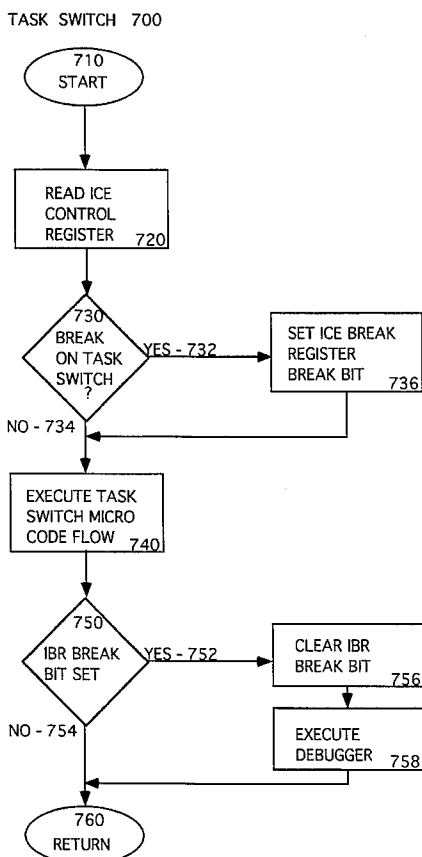 TASK SWITCH 700
710
START
READ ICE
CONTROL
REGISTER
720
730
BREAK
ON TASK
SWITCH
?
YES - 732
SET ICE BREAK
REGISTER
BREAK BIT
736
NO - 734
EXECUTE TASK
SWITCH MICRO
CODE FLOW
740
750
IBR BREAK
BIT SET
YES - 752
CLEAR IBR
BREAK BIT
756
NO - 754
EXECUTE
DEBUGGER
758
760
RETURN